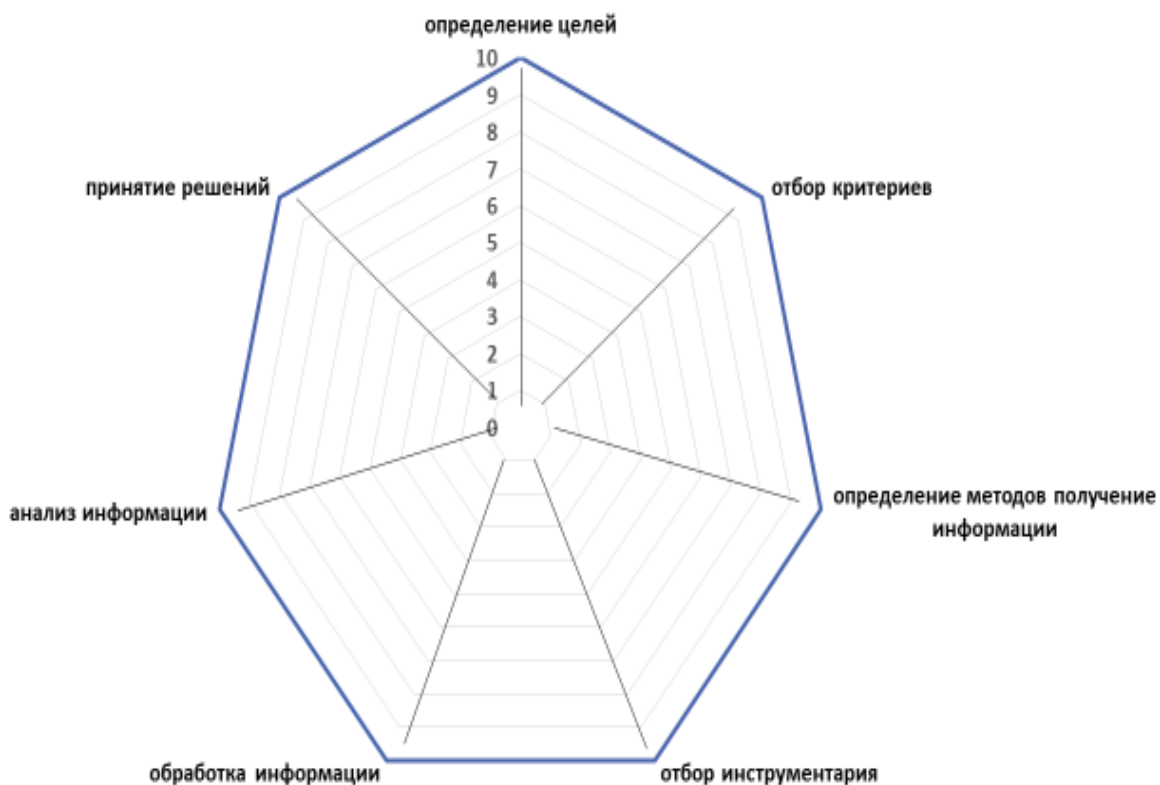 определение целей
10
9
8
7
6
5
4
3
2
1
0
принятие решений
отбор критериев
анализ информации
определение методов получение
информации
обработка информации
отбор инструментария